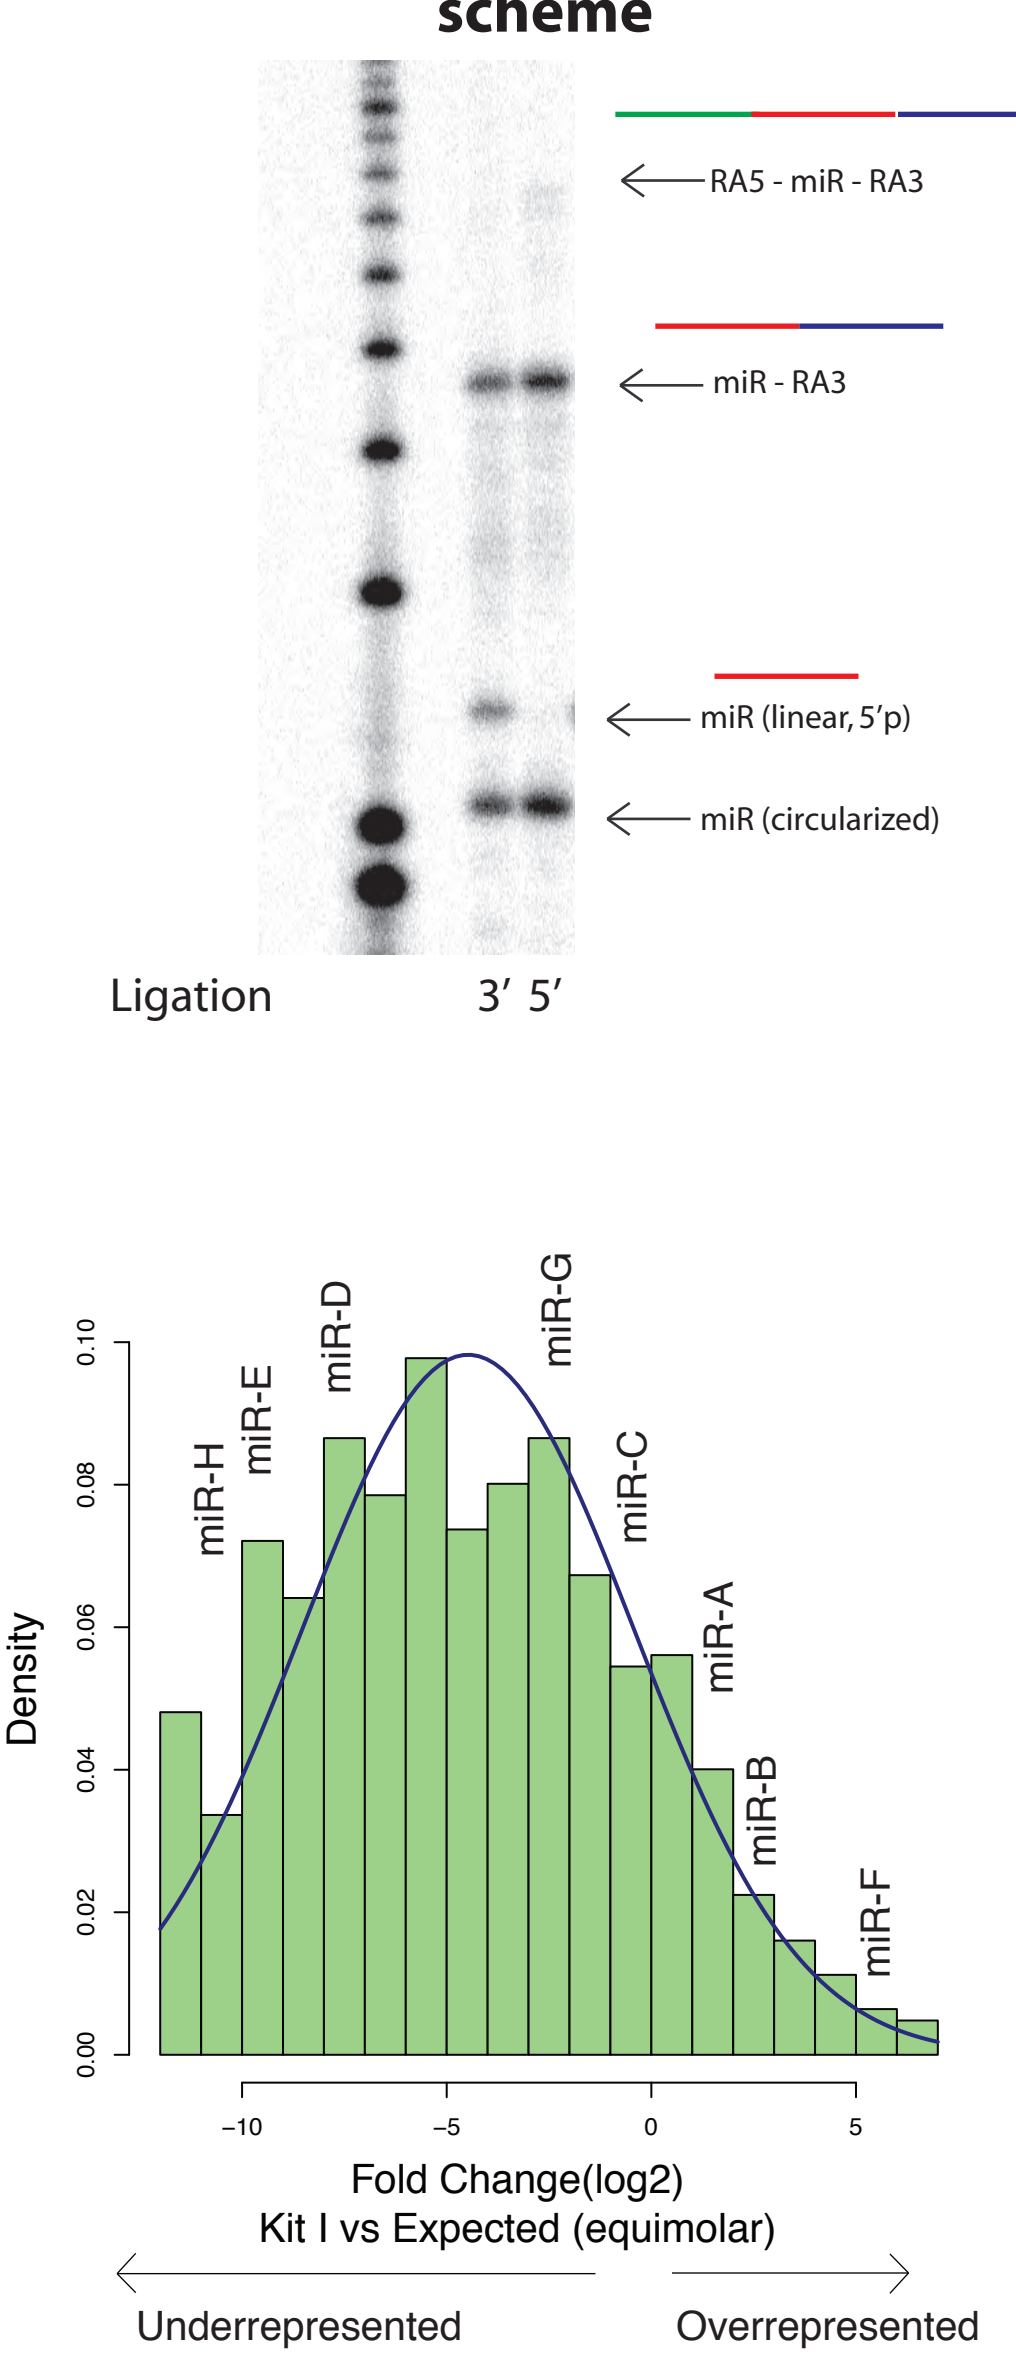 scheme
RA5 - miR - RA3
miR - RA3
miR (linear, 5′p)
miR (circularized)
Ligation 3′ 5′
miR-H
miR-E
miR-D
miR-G
miR-C
miR-A
miR-B
miR-F
Density
0.10
0.08
0.06
0.04
0.02
0.00
−10 −5 0 5
Fold Change(log2)
Kit I vs Expected (equimolar)
Underrepresented Overrepresented